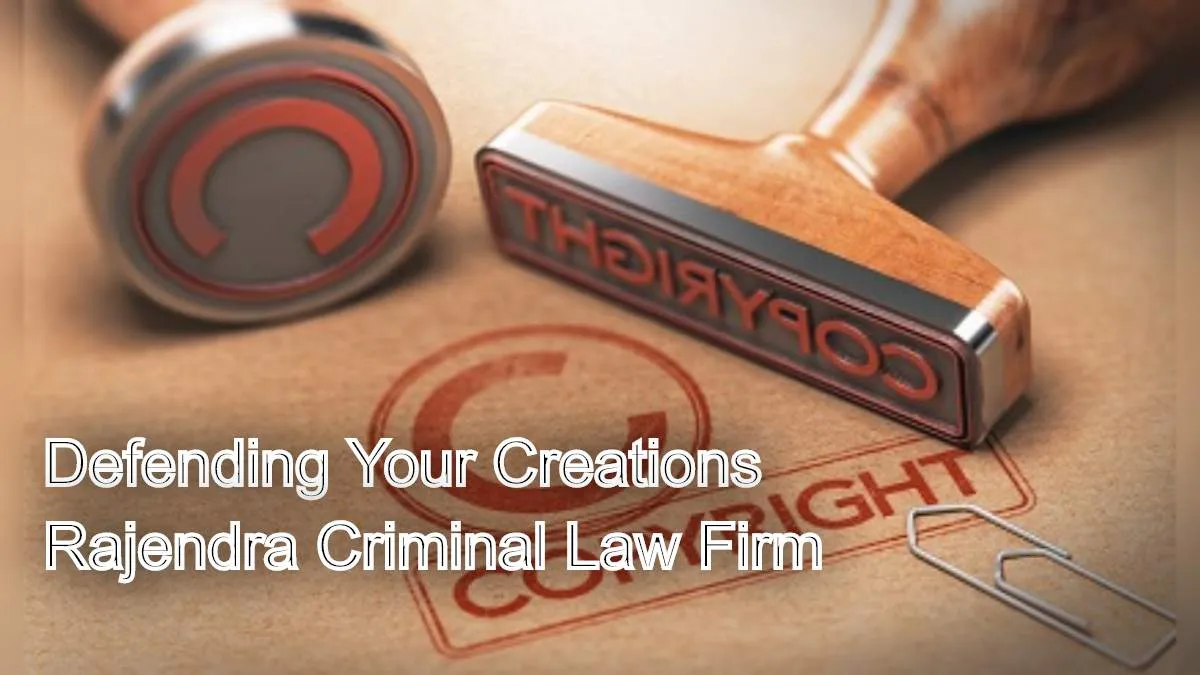 COPYRIGHT
C
COPYRIGHT
Defending Your Creations
Rajendra Criminal Law Firm